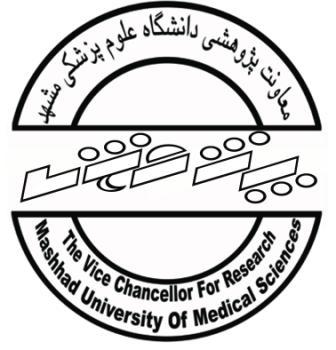 معاونت پژوهشی دانشگاه علوم پزشکی مشهد
The Vice Chancellor For Research
Mashhad University Of Medical Sciences